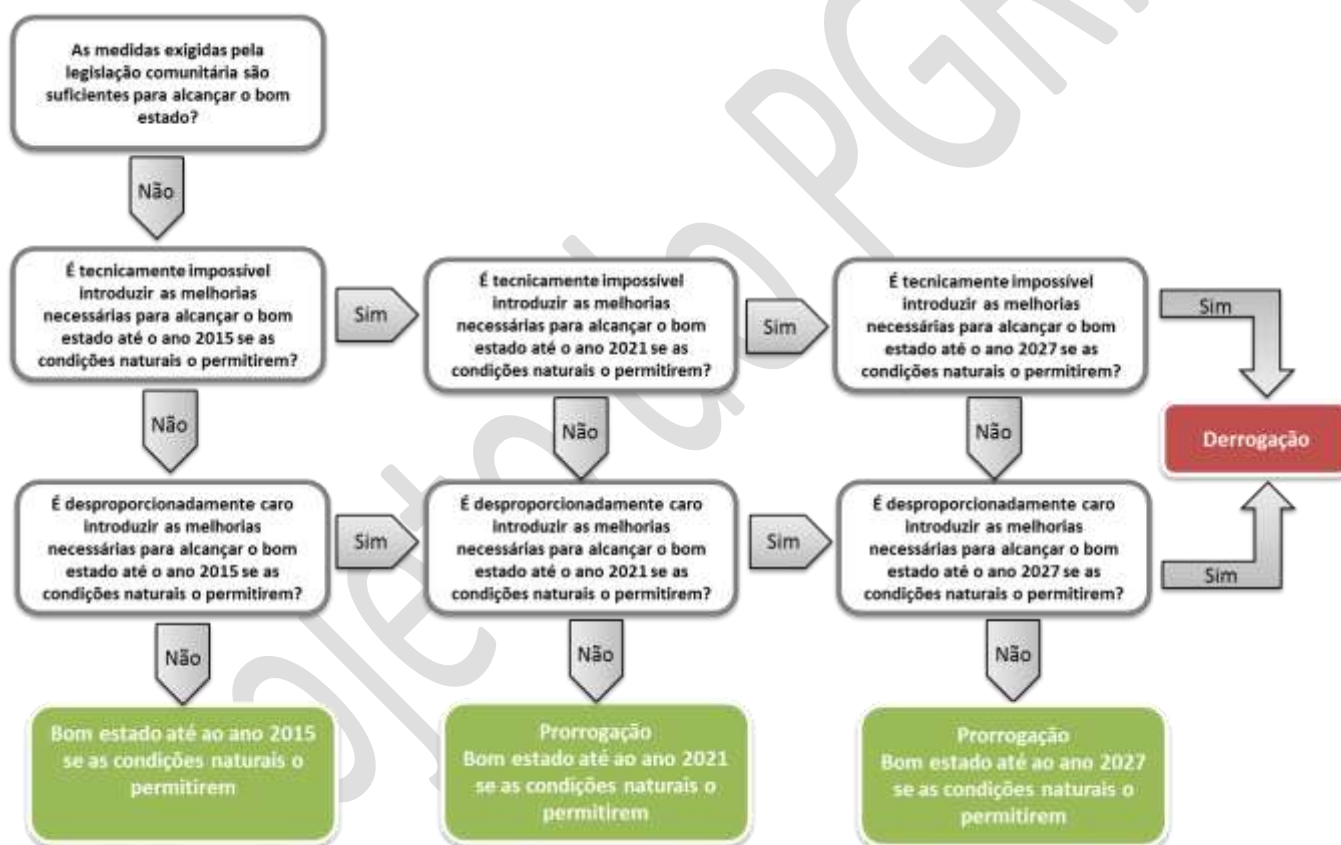 As medidas exigidas pela
legislação comunitária são
suficientes para alcançar o bom
estado?
Não
É tecnicamente impossível
introduzir as melhorias
necessárias para alcançar o bom
estado até o ano 2015 se as
condições naturais o permitirem?
Sim
É tecnicamente impossível
introduzir as melhorias
necessárias para alcançar o bom
estado até o ano 2021 se as
condições naturais o permitirem?
Sim
É tecnicamente impossível
introduzir as melhorias
necessárias para alcançar o bom
estado até o ano 2027 se as
condições naturais o permitirem?
Sim
Não
Não
Não
Derrogação
É desproporcionadamente caro
introduzir as melhorias
necessárias para alcançar o bom
estado até o ano 2015 se as
condições naturais o permitirem?
Sim
É desproporcionadamente caro
introduzir as melhorias
necessárias para alcançar o bom
estado até o ano 2021 se as
condições naturais o permitirem?
Sim
É desproporcionadamente caro
introduzir as melhorias
necessárias para alcançar o bom
estado até o ano 2027 se as
condições naturais o permitirem?
Sim
Não
Não
Não
Bom estado até ao ano 2015
se as condições naturais o
permitirem
Prorrogação
Bom estado até ao ano 2021
se as condições naturais o
permitirem
Prorrogação
Bom estado até ao ano 2027
se as condições naturais o
permitirem